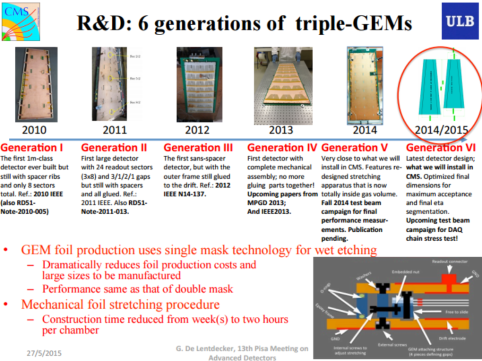 CMS
R&D: 6 generations of triple-GEMs
ULB
2010
2011
2012
2013
2014
2014/2015
Generation I
The first 1m-class
detector ever built but
still with spacer ribs
and only 8 sectors
total. Ref.: 2010 IEEE
(also RD51-
Note-2010-005)
Generation II
First large detector
with 24 readout sectors
(3x8) and 3/1/2/1 gaps
but still with spacers
and all glued. Ref.:
2011 IEEE. Also RD51-
Note-2011-013.
Generation III
The first sans-spacer
detector, but with the
outer frame still glued
to the drift. Ref.: 2012
IEEE N14-137.
Generation IV
First detector with
complete mechanical
assembly; no more
gluing parts together!
Upcoming papers from
MPGD 2013;
And IEEE2013.
Generation V
Very close to what we will
install in CMS. Features re-
designed stretching
apparatus that is now
totally inside gas volume.
Fall 2014 test beam
campaign for final
performance measur-
ements. Publication
pending.
Generation VI
Latest detector design;
what we will install in
CMS. Optimized final
dimensions for
maximum acceptance
and final eta
segmentation.
Upcoming test beam
campaign for DAQ
chain stress test!
• GEM foil production uses single mask technology for wet etching
– Dramatically reduces foil production costs and
large sizes to be manufactured
– Performance same as that of double mask
• Mechanical foil stretching procedure
– Construction time reduced from week(s) to two hours
per chamber
Readout connector
Embedded nut
Internal screws to
adjust stretching
External screws
GEM stretching structure
(4 pieces defining gaps)
27/5/2015
G. De Lentdecker, 13th Pisa Meeting on
Advanced Detectors